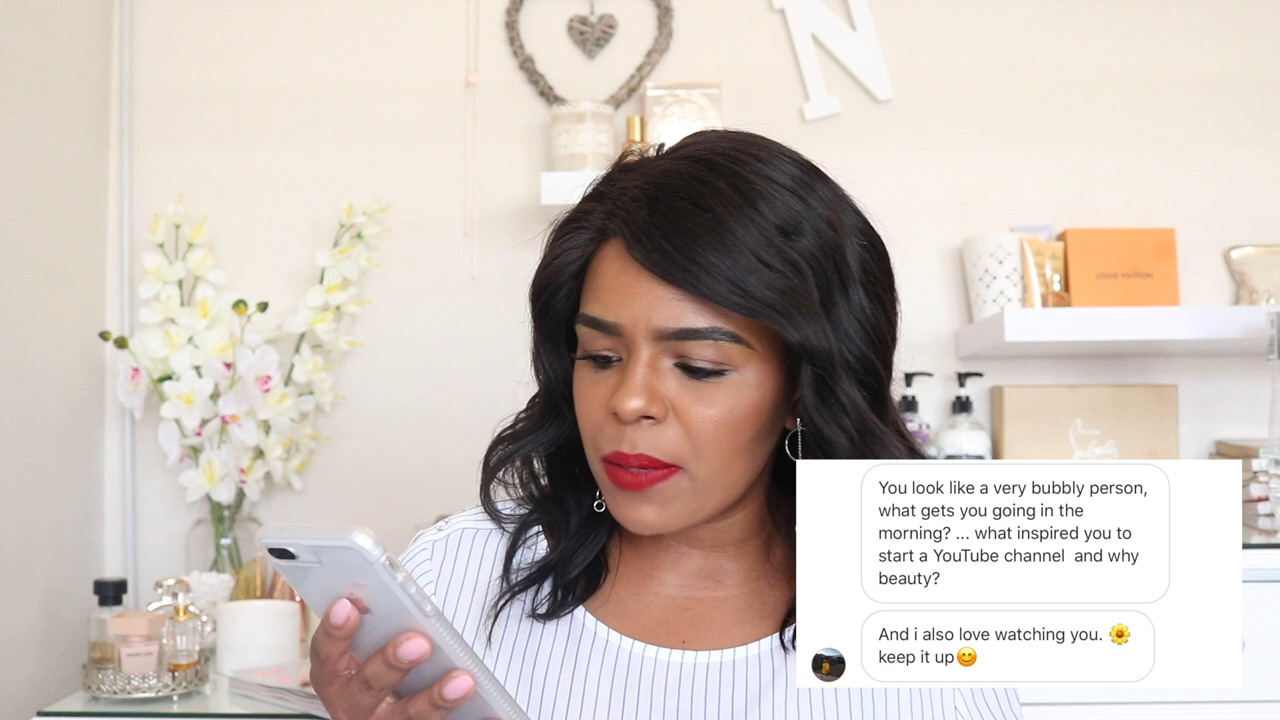 N
LOUIS VUITTON
You look like a very bubbly person,
what gets you going in the
morning? ... what inspired you to
start a YouTube channel  and why
beauty?
And i also love watching you. 🌼
keep it up😊